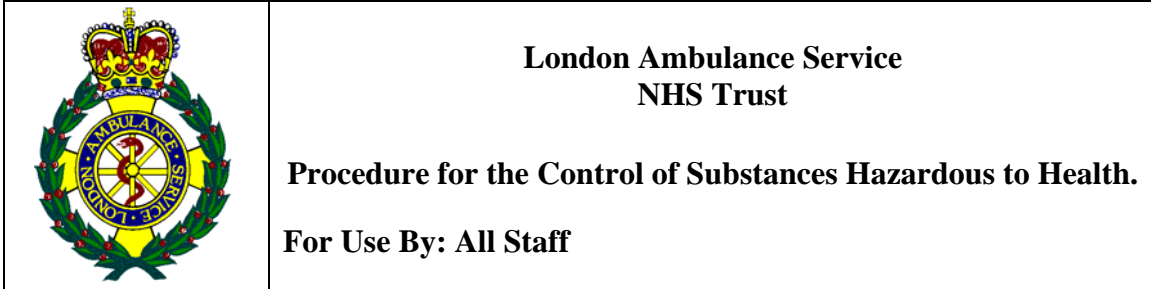 London Ambulance Service
NHS Trust
Procedure for the Control of Substances Hazardous to Health.
For Use By: All Staff
LONDON · AMBULANCE · SERVICE